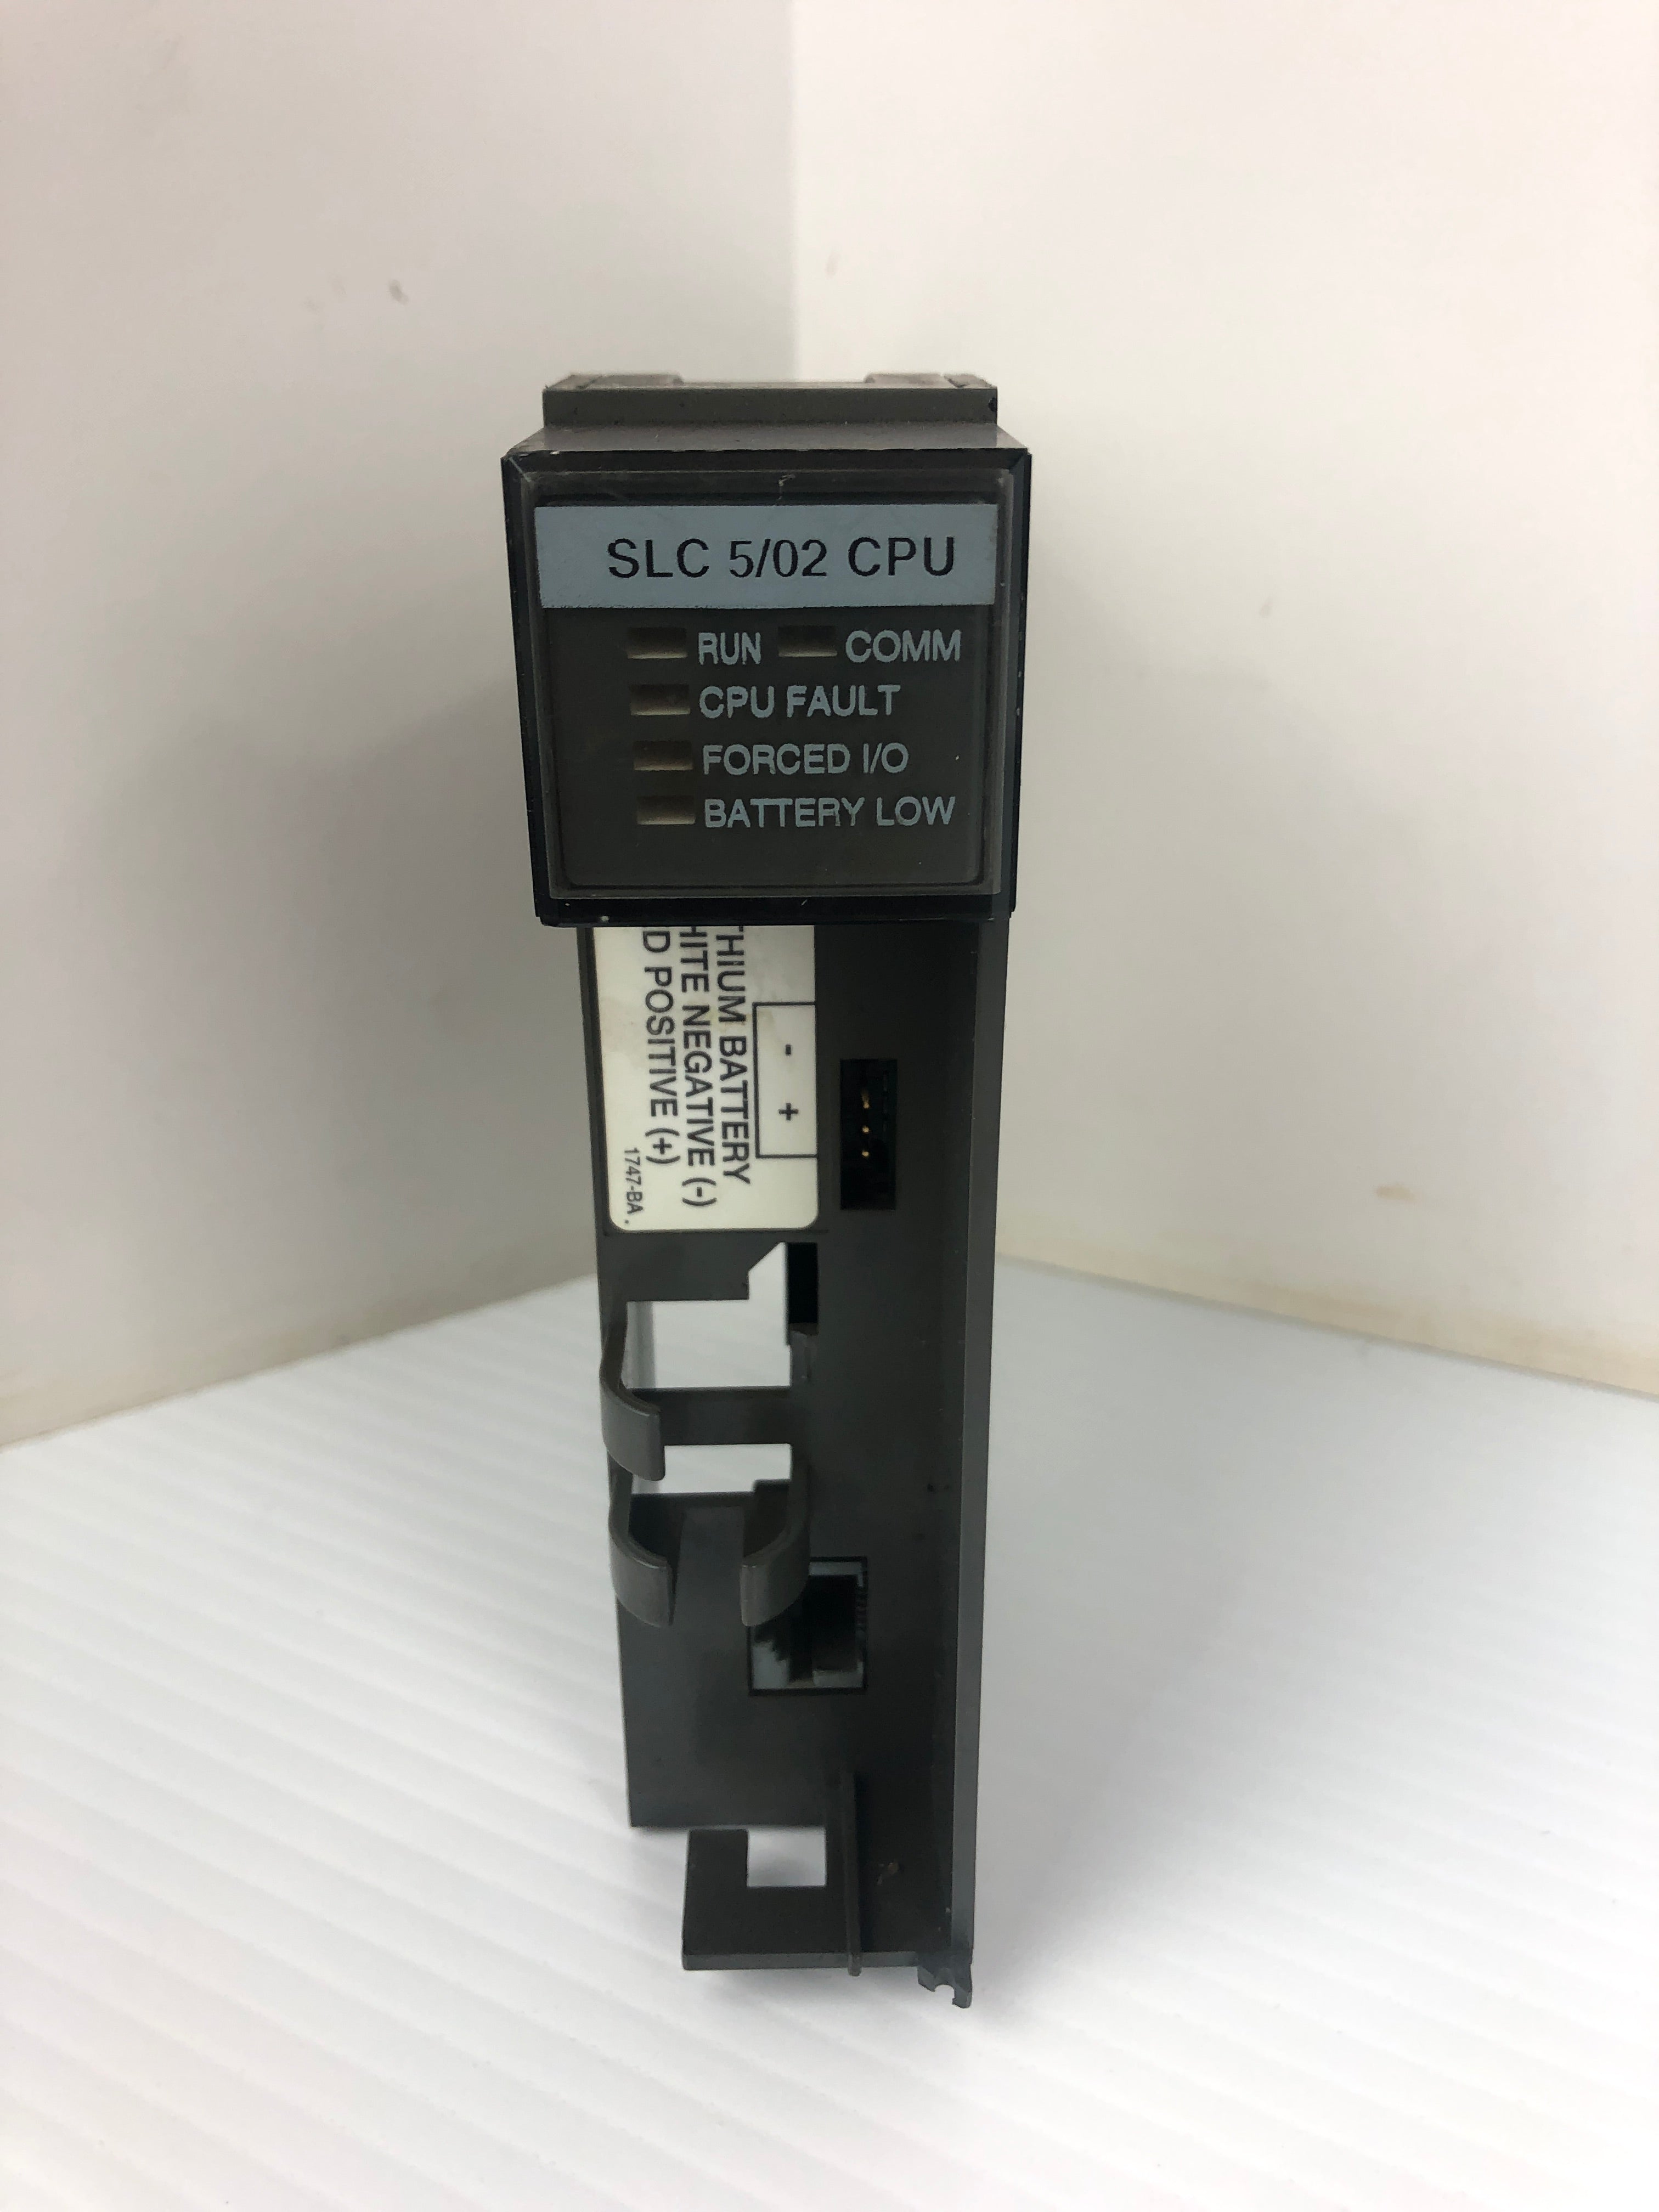 SLC 5/02 CPU
RUN COMM
CPU FAULT
FORCED I/O
BATTERY LOW
- +
THIUM BATTERY
HITE NEGATIVE (-)
D POSITIVE (+)
1747-BA.